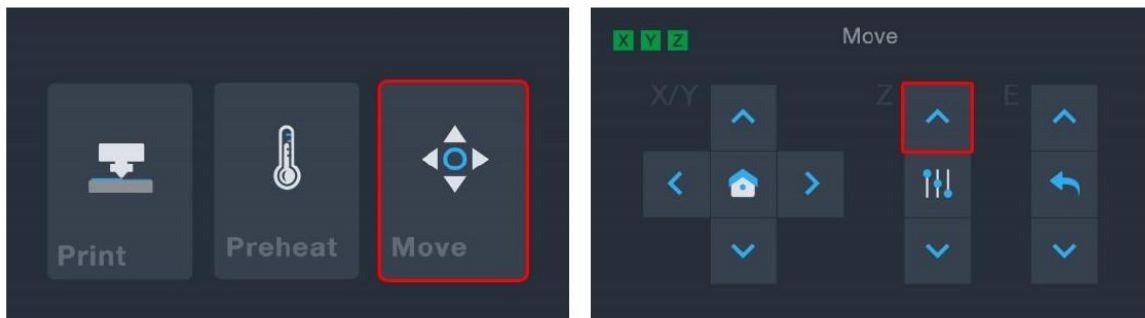 Print
Preheat
Move
X Y Z
Move
X/Y
Z
E